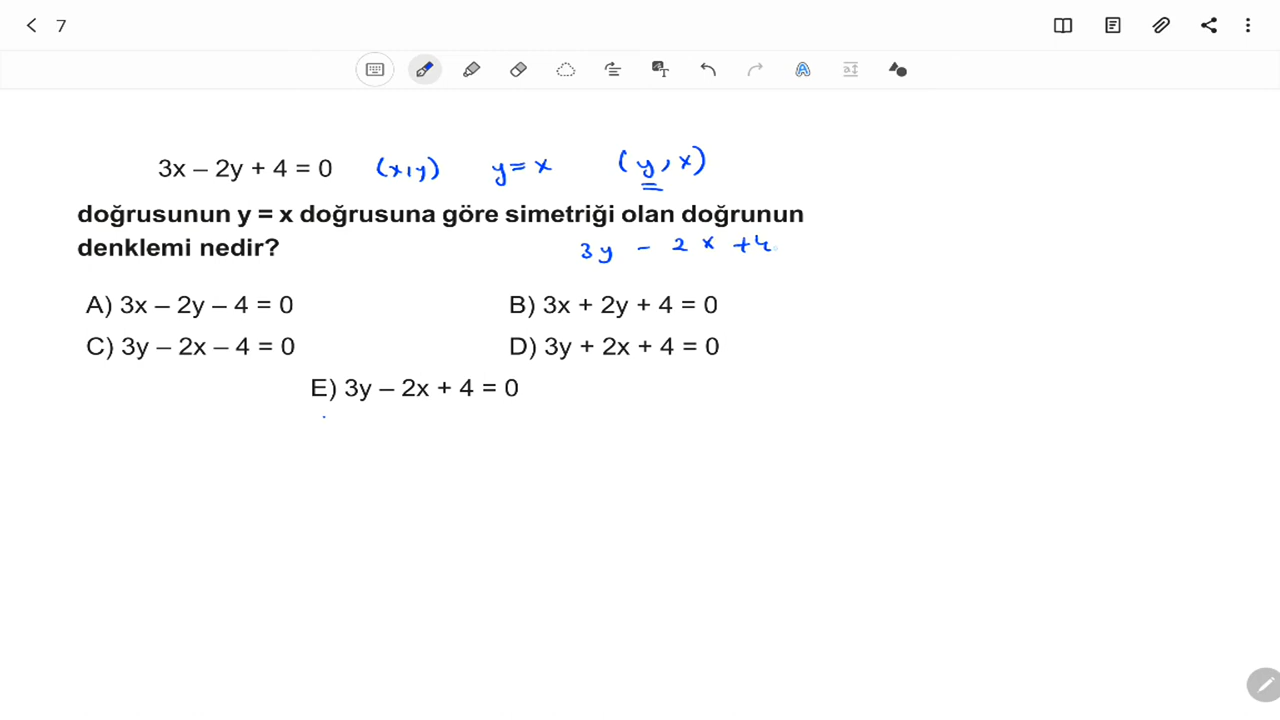 7
3x – 2y + 4 = 0 (x,y) y = x (y, x)
doğrusunun y = x doğrusuna göre simetriği olan doğrunun
denklemi nedir?
3y - 2x +4
A) 3x – 2y – 4 = 0 B) 3x + 2y + 4 = 0
C) 3y – 2x – 4 = 0 D) 3y + 2x + 4 = 0
E) 3y – 2x + 4 = 0